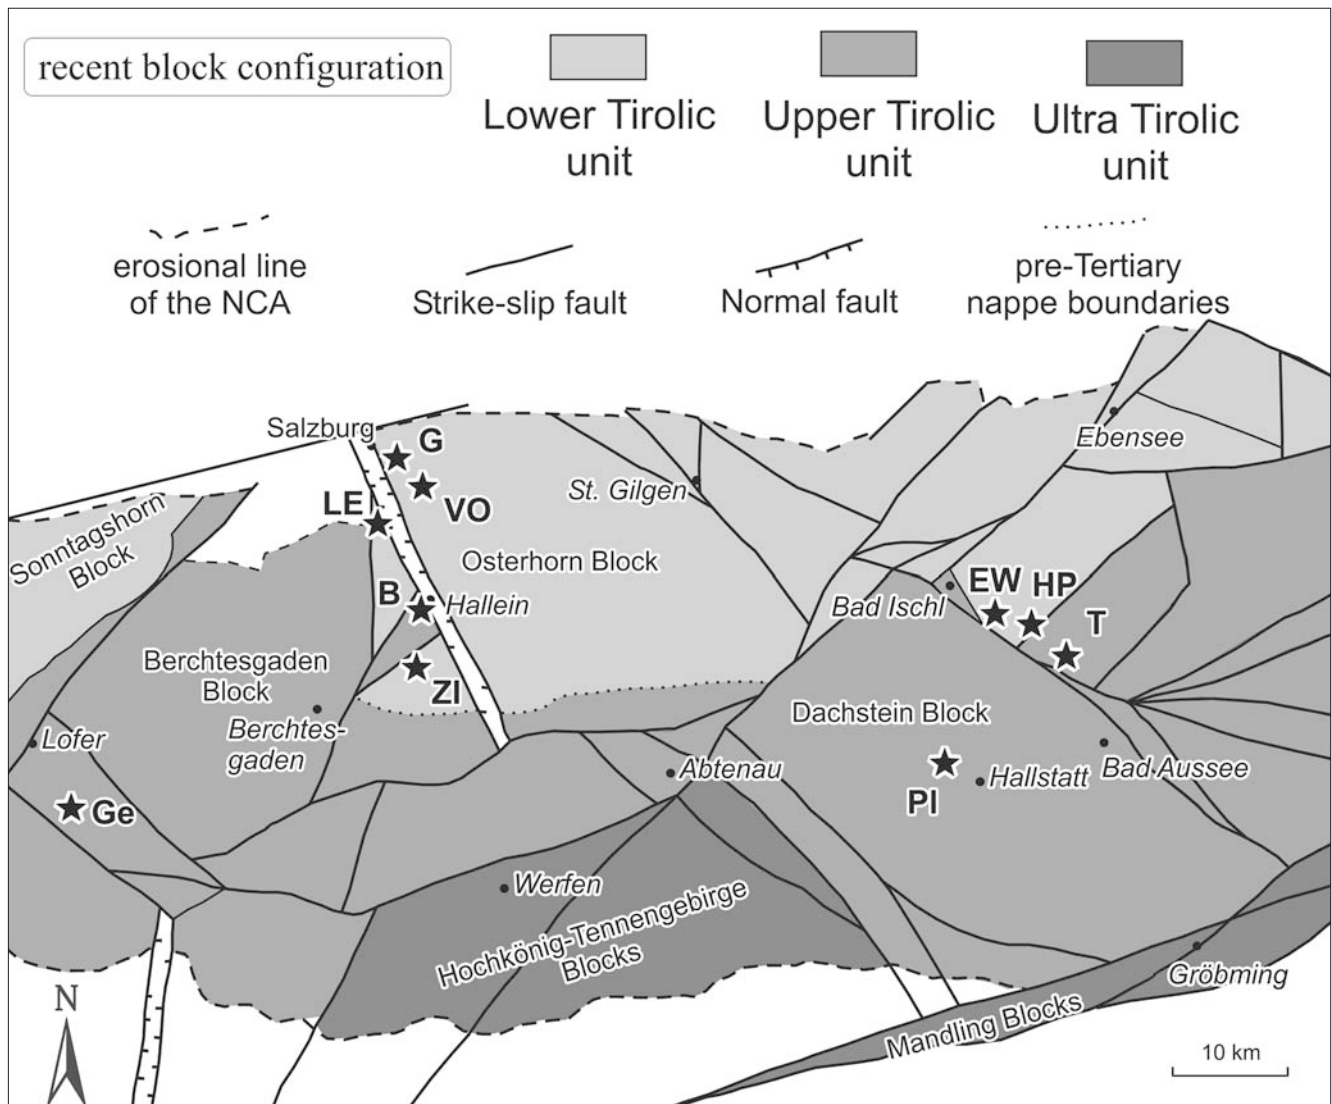 recent block configuration
Lower Tirolic
unit
Upper Tirolic
unit
Ultra Tirolic
unit
erosional line
of the NCA
Strike-slip fault
Normal fault
pre-Tertiary
nappe boundaries
Salzburg
G
VO
LE
Sonntagshorn
Block
Osterhorn Block
St. Gilgen
Ebensee
B
Hallein
ZI
Berchtesgaden
Block
Berchtes-
gaden
Lofer
Ge
Bad Ischl
EW
HP
T
Dachstein Block
PI
Hallstatt
Bad Aussee
Abtenau
Werfen
Hochkönig-Tennengebirge
Blocks
Gröbming
Mandling Blocks
N
10 km